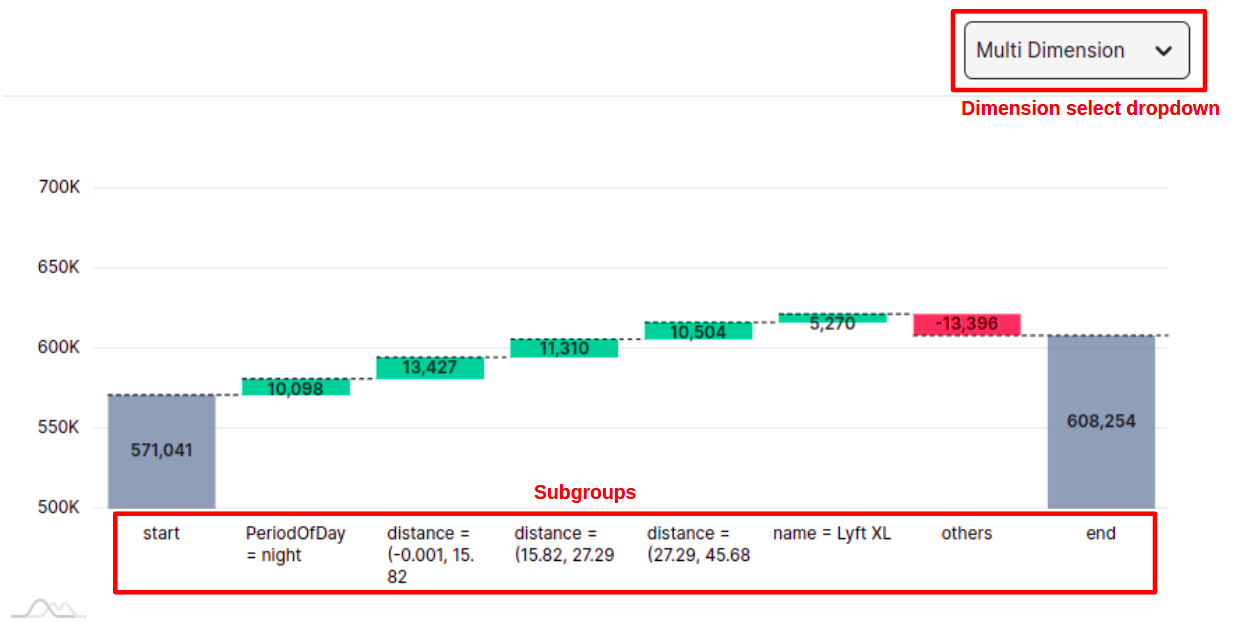 Multi Dimension
Dimension select dropdown
700K
650K
600K
550K
500K
571,041
10,098
13,427
11,310
10,504
5,270
-13,396
608,254
Subgroups
start
PeriodOfDay
= night
distance =
(-0.001, 15.
82
distance =
(15.82, 27.29
distance =
(27.29, 45.68
name = Lyft XL
others
end